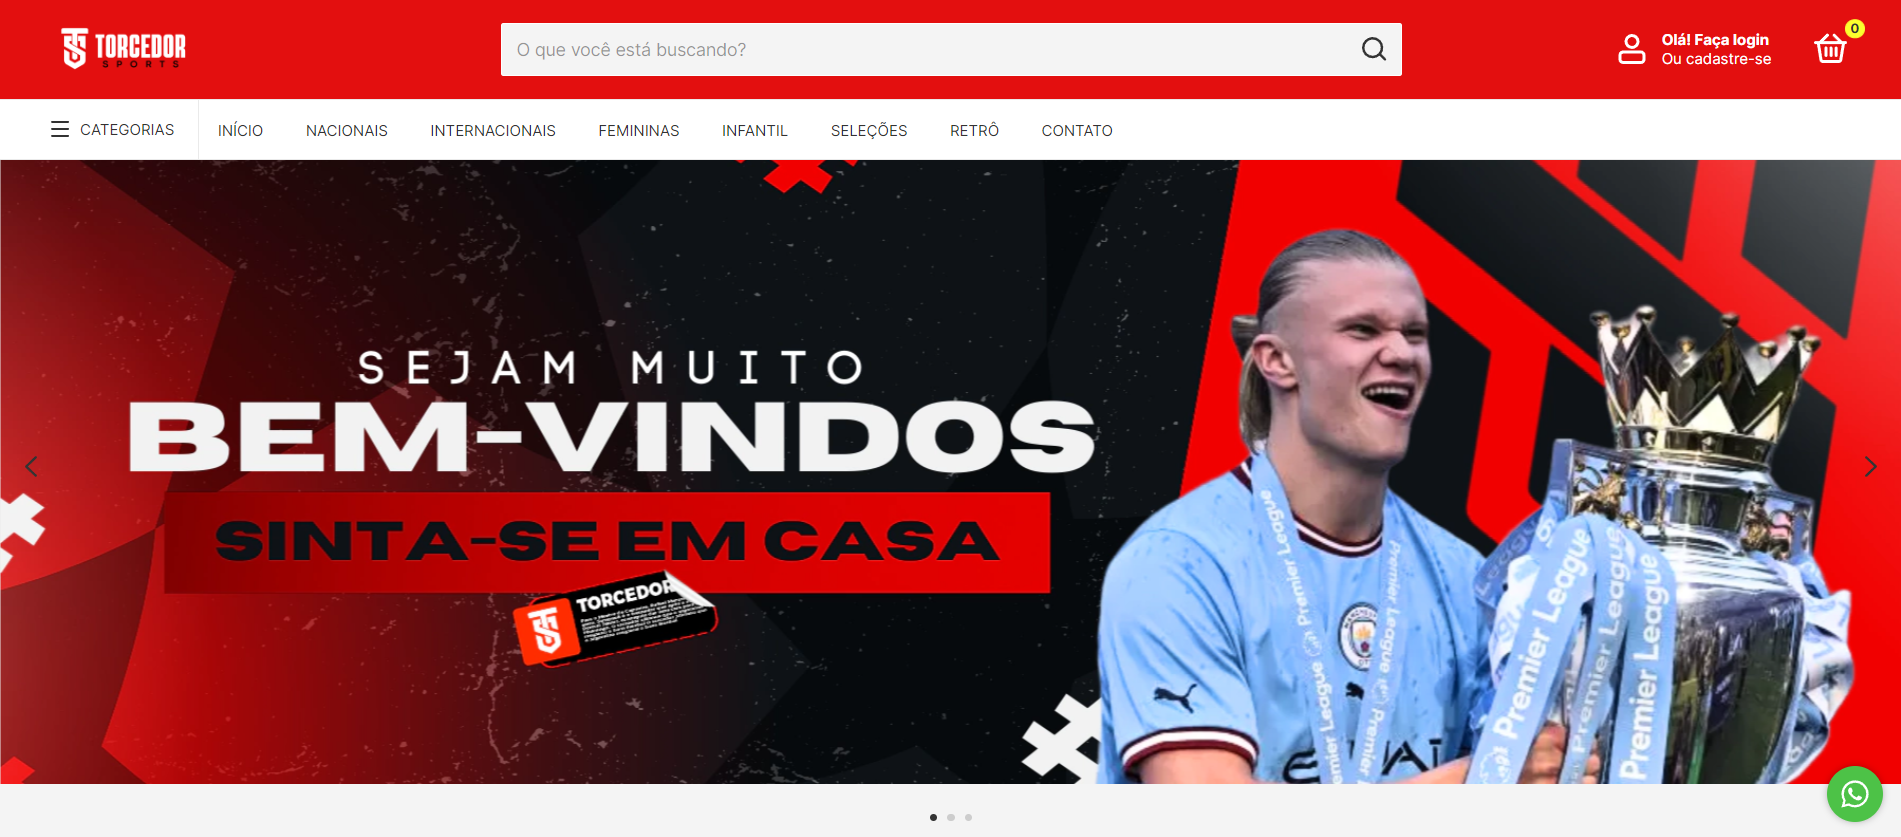 TORCEDOR
SPORTS
O que você está buscando?
Olá! Faça login
Ou cadastre-se
0
CATEGORIAS
INÍCIO
NACIONAIS
INTERNACIONAIS
FEMININAS
INFANTIL
SELEÇÕES
RETRÔ
CONTATO
SEJAM MUITO
BEM-VINDOS
SINTA-SE EM CASA
TORCEDOR
Premier League
Premier League
Premier League
Premier League
Premier League